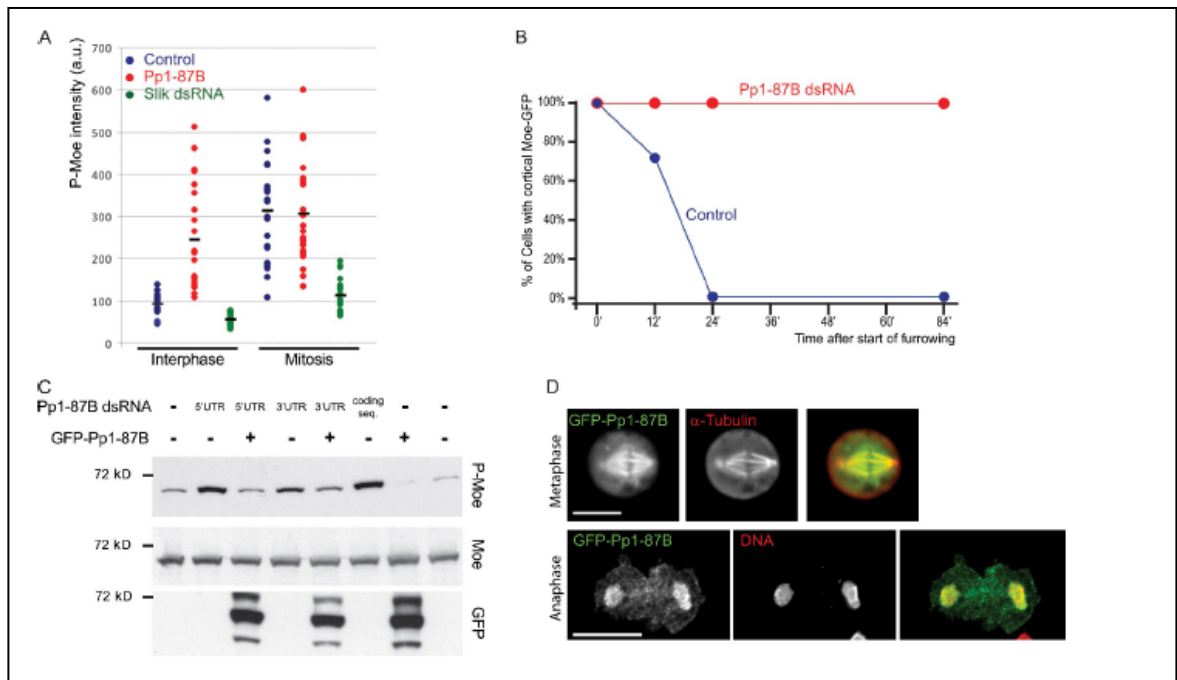 A
P-Moe intensity (a.u.)
700
600
500
400
300
200
100
0
Control
Pp1-87B
Slik dsRNA
Interphase
Mitosis
B
% of Cells with cortical Moe-GFP
100%
80%
60%
40%
20%
0%
Pp1-87B dsRNA
Control
0' 12' 24' 36' 48' 60' 84'
Time after start of furrowing
C
Pp1-87B dsRNA - 5'UTR 5'UTR 3'UTR 3'UTR coding seq. - -
GFP-Pp1-87B - - + - + - + -
72 kD
P-Moe
72 kD
Moe
72 kD
GFP
D
Metaphase
GFP-Pp1-87B
α-Tubulin
Anaphase
GFP-Pp1-87B
DNA